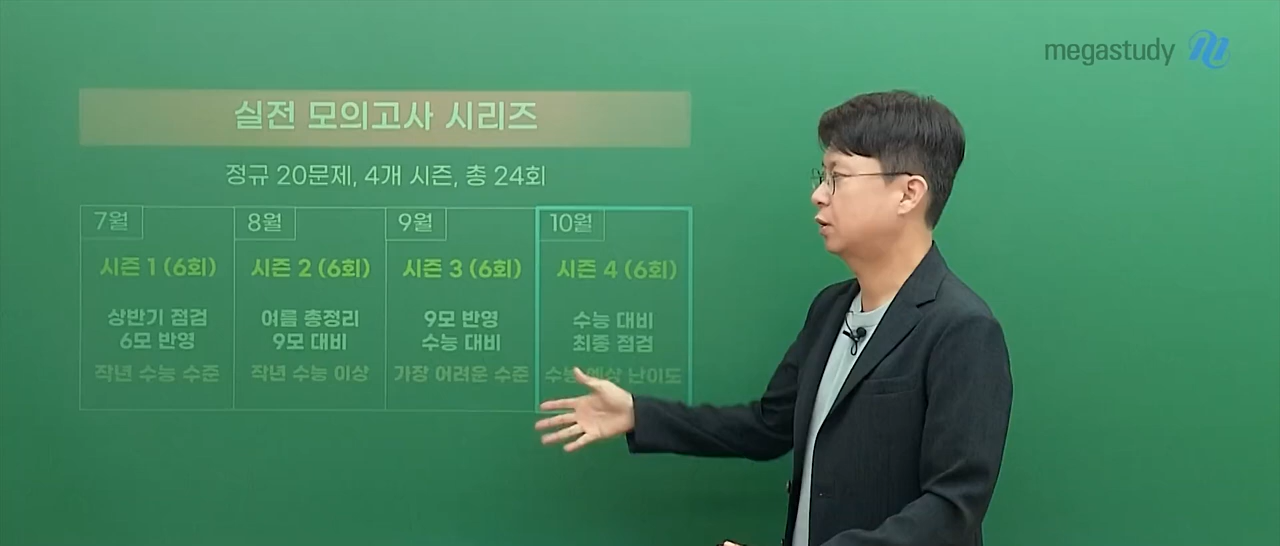 megastudy
실전 모의고사 시리즈
정규 20문제, 4개 시즌, 총 24회
7월
시즌 1 (6회)
상반기 점검
6모 반영
작년 수능 수준
8월
시즌 2 (6회)
여름 총정리
9모 대비
작년 수능 이상
9월
시즌 3 (6회)
9모 반영
수능 대비
가장 어려운 수준
10월
시즌 4 (6회)
수능 대비
최종 점검
수능 예상 난이도